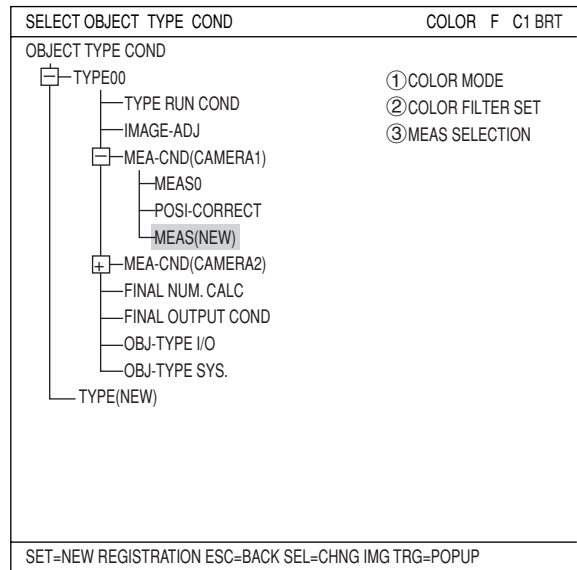 SELECT OBJECT TYPE COND COLOR F C1 BRT
OBJECT TYPE COND
TYPE00
①COLOR MODE
TYPE RUN COND
②COLOR FILTER SET
IMAGE-ADJ
③MEAS SELECTION
MEA-CND(CAMERA1)
MEAS0
POSI-CORRECT
MEAS(NEW)
MEA-CND(CAMERA2)
FINAL NUM. CALC
FINAL OUTPUT COND
OBJ-TYPE I/O
OBJ-TYPE SYS.
TYPE(NEW)
SET=NEW REGISTRATION ESC=BACK SEL=CHNG IMG TRG=POPUP